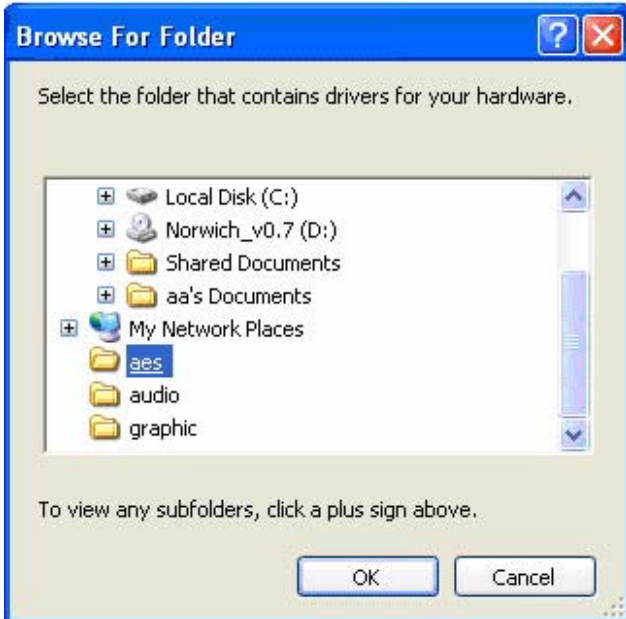 Browse For Folder
Select the folder that contains drivers for your hardware.
Local Disk (C:)
Norwich_v0.7 (D:)
Shared Documents
aa's Documents
My Network Places
aes
audio
graphic
To view any subfolders, click a plus sign above.
OK Cancel